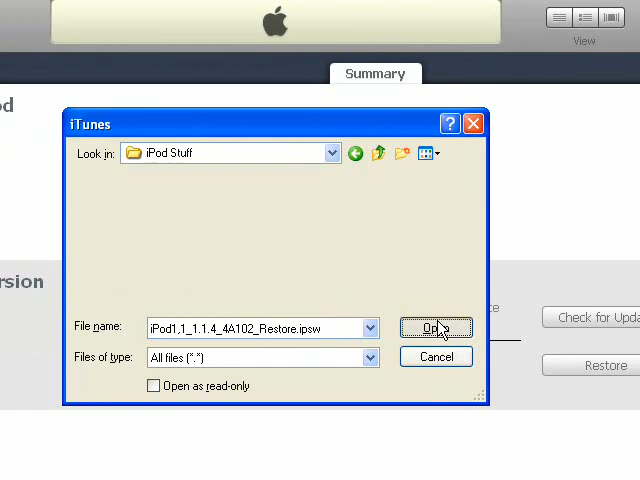 View
Summary
od
iTunes
Look in:
iPod Stuff
rsion
File name:
iPod1,1_1.1.4_4A102_Restore.ipsw
Open
Check for Upda
Files of type:
All files (*.*)
Cancel
Restore
Open as read-only